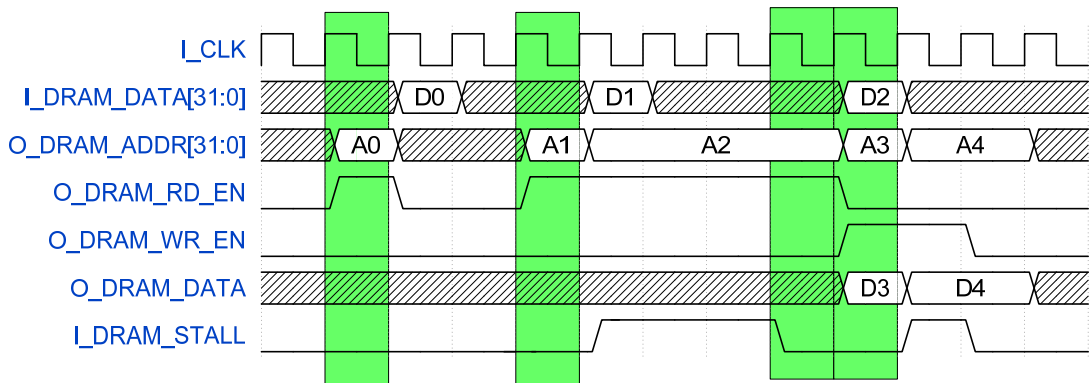 I_CLK
I_DRAM_DATA[31:0] D0 D1 D2
O_DRAM_ADDR[31:0] A0 A1 A2 A3 A4
O_DRAM_RD_EN
O_DRAM_WR_EN
O_DRAM_DATA D3 D4
I_DRAM_STALL